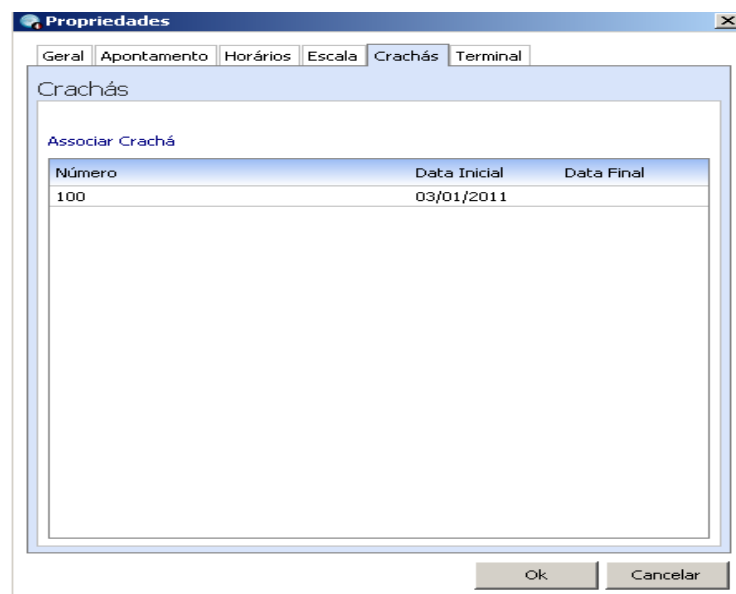 Propriedades
Geral Apontamento Horários Escala Crachás Terminal
Crachás
Associar Crachá
Número Data Inicial Data Final
100 03/01/2011
Ok Cancelar